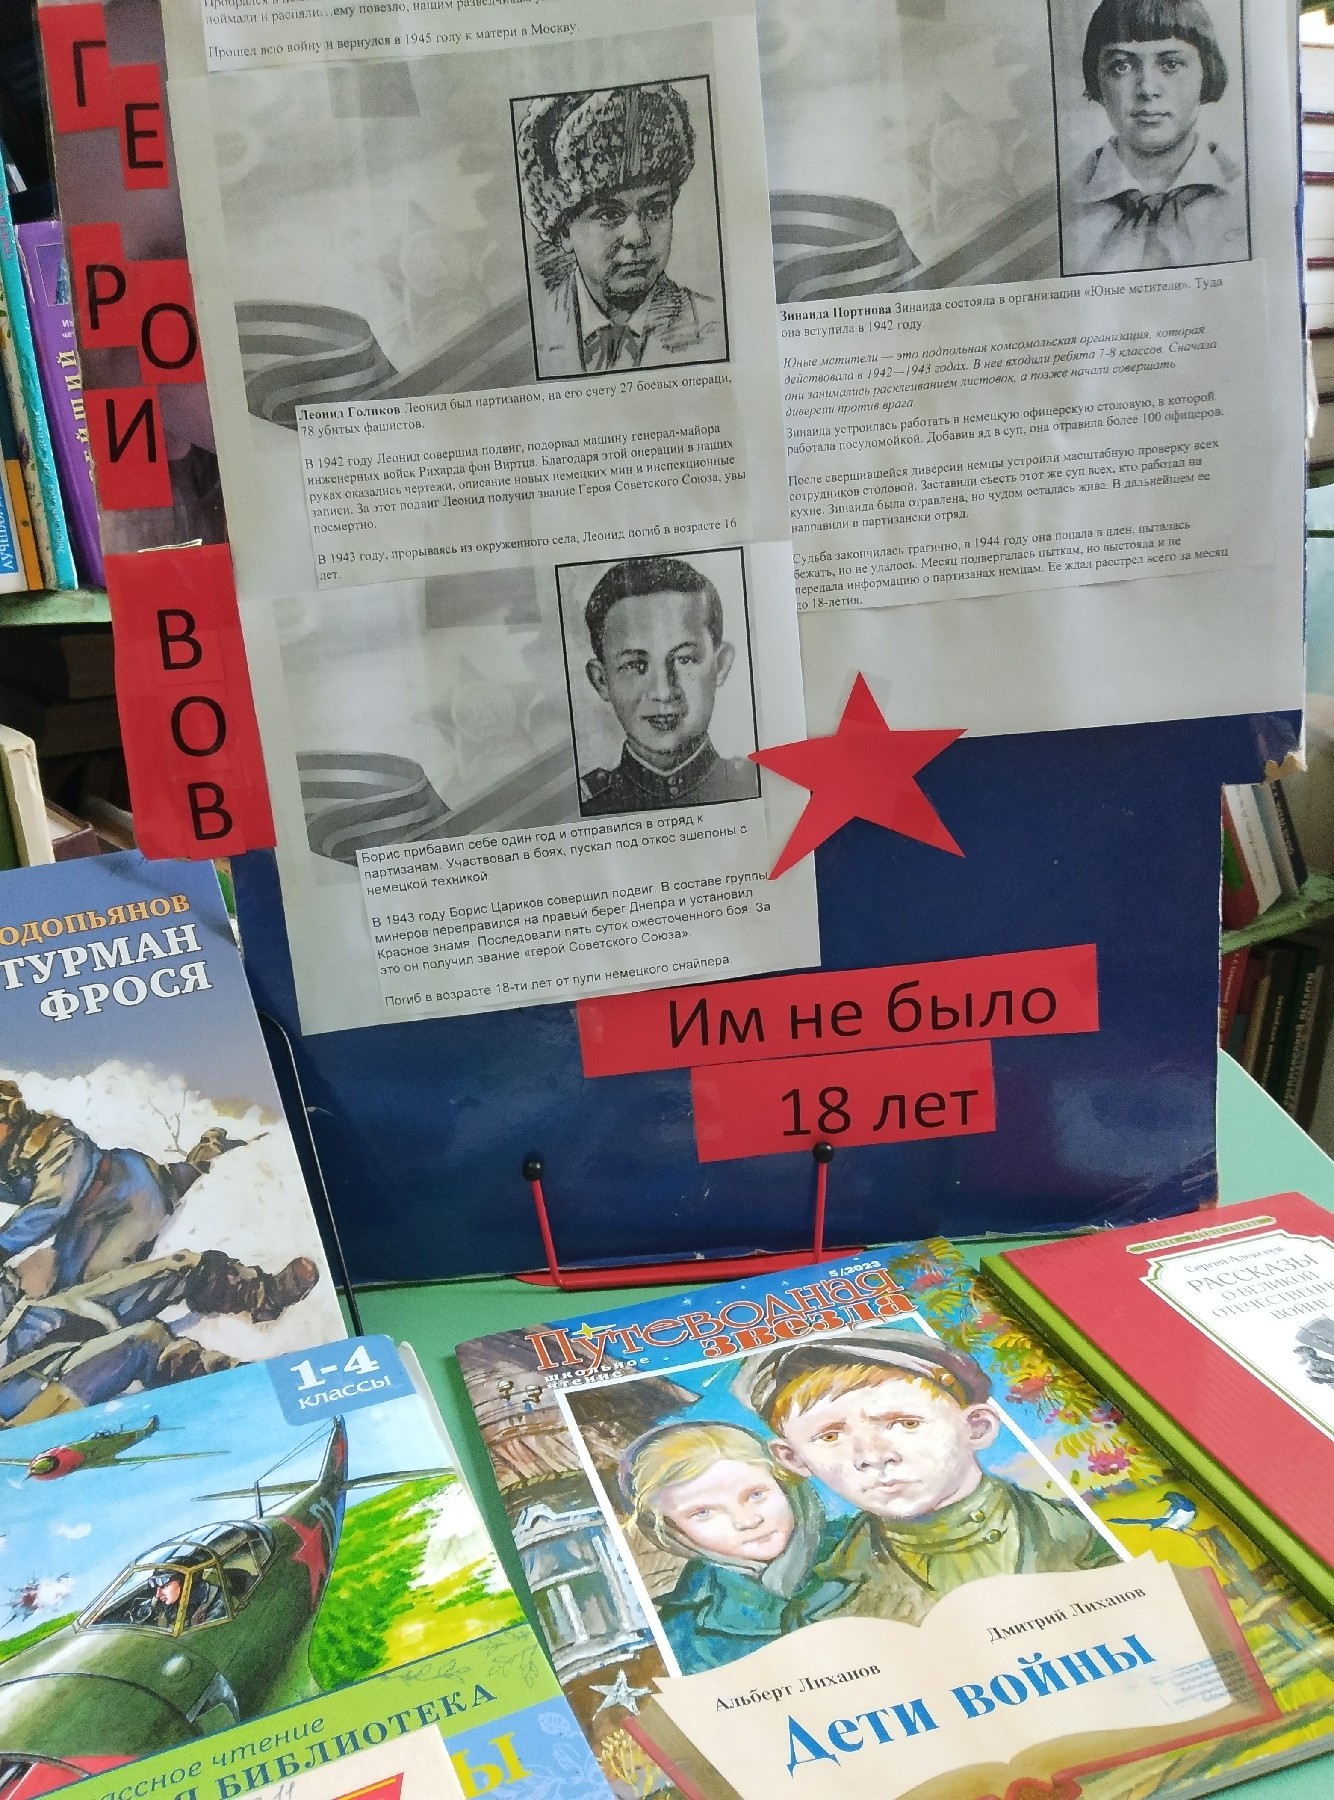 поймали и распяли...ему повезло, нашим
Прошел всю войну и вернулся в 1945 году к матери в Москву.
ГЕРОИ
ВОВ
Леонид Голиков Леонид был партизаном, на его счету 27 боевых операци,
78 убитых фашистов.
В 1942 году Леонид совершил подвиг, подорвал машину генерал-майора
инженерных войск Рихарда фон Виртца. Благодаря этой операции в наших
руках оказались чертежи, описание новых немецких мин и инспекционные
записи. За этот подвиг Леонид получил звание Героя Советского Союза, увы
посмертно.
В 1943 году, прорываясь из окруженного села, Леонид погиб в возрасте 16
лет.
Зинаида Портнова Зинаида состояла в организации «Юные мстители». Туда
она вступила в 1942 году.
Юные мстители — это подпольная комсомольская организация, которая
действовала в 1942—1943 годах. В нее входили ребята 7-8 классов. Сначала
они занимались расклеиванием листовок, а позже начали совершать
диверсии против врага.
Зинаида устроилась работать в немецкую офицерскую столовую, в которой
работала посудомойкой. Добавив яд в суп, она отравила более 100 офицеров.
После свершившейся диверсии немцы устроили масштабную проверку всех
сотрудников столовой. Заставили съесть этот же суп всех, кто работал на
кухне. Зинаида была отравлена, но чудом осталась жива. В дальнейшем ее
направили в партизански отряд.
Судьба закончилась трагично, в 1944 году она попала в плен, пыталась
бежать, но не удалось. Месяц подвергалась пыткам, но выстояла и не
передала информацию о партизанах немцам. Ее ждал расстрел всего за месяц
до 18-летия.
Борис прибавил себе один год и отправился в отряд к
партизанам. Участвовал в боях, пускал под откос эшелоны с
немецкой техникой.
В 1943 году Борис Цариков совершил подвиг. В составе группы
минеров переправился на правый берег Днепра и установил
Красное знамя. Последовали пять суток ожесточенного боя. За
это он получил звание «герой Советского Союза».
Погиб в возрасте 18-ти лет от пули немецкого снайпера.
Им не было
18 лет
ОДОПЬЯНОВ
ТУРМАН
ФРОСЯ
1-4
КЛАССЫ
ассное чтение
Я БИБЛИОТЕКА
Ы
5/2023
Путеводная
звезда
школьное
чтение
Альберт Лиханов
Дмитрий Лиханов
Дети войны
Сергей Алексеев
РАССКАЗЫ
О ВЕЛИКОЙ
ОТЕЧЕСТВЕНН
ВОЙНЕ